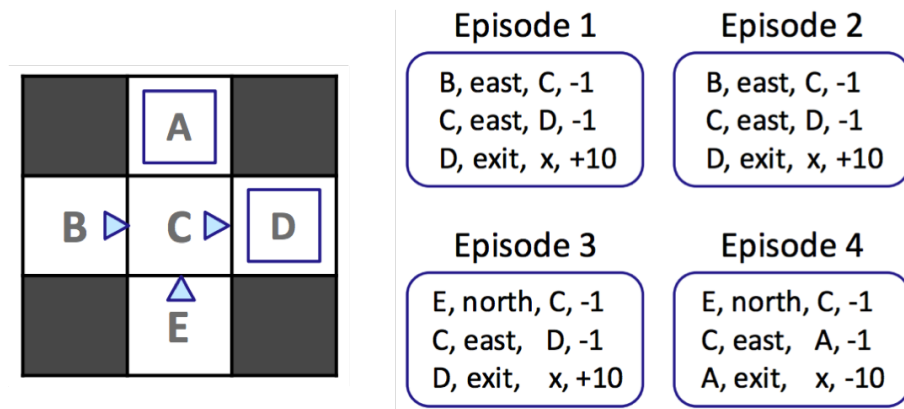 A
B
C
D
E
Episode 1
B, east, C, -1
C, east, D, -1
D, exit, x, +10
Episode 2
B, east, C, -1
C, east, D, -1
D, exit, x, +10
Episode 3
E, north, C, -1
C, east, D, -1
D, exit, x, +10
Episode 4
E, north, C, -1
C, east, A, -1
A, exit, x, -10